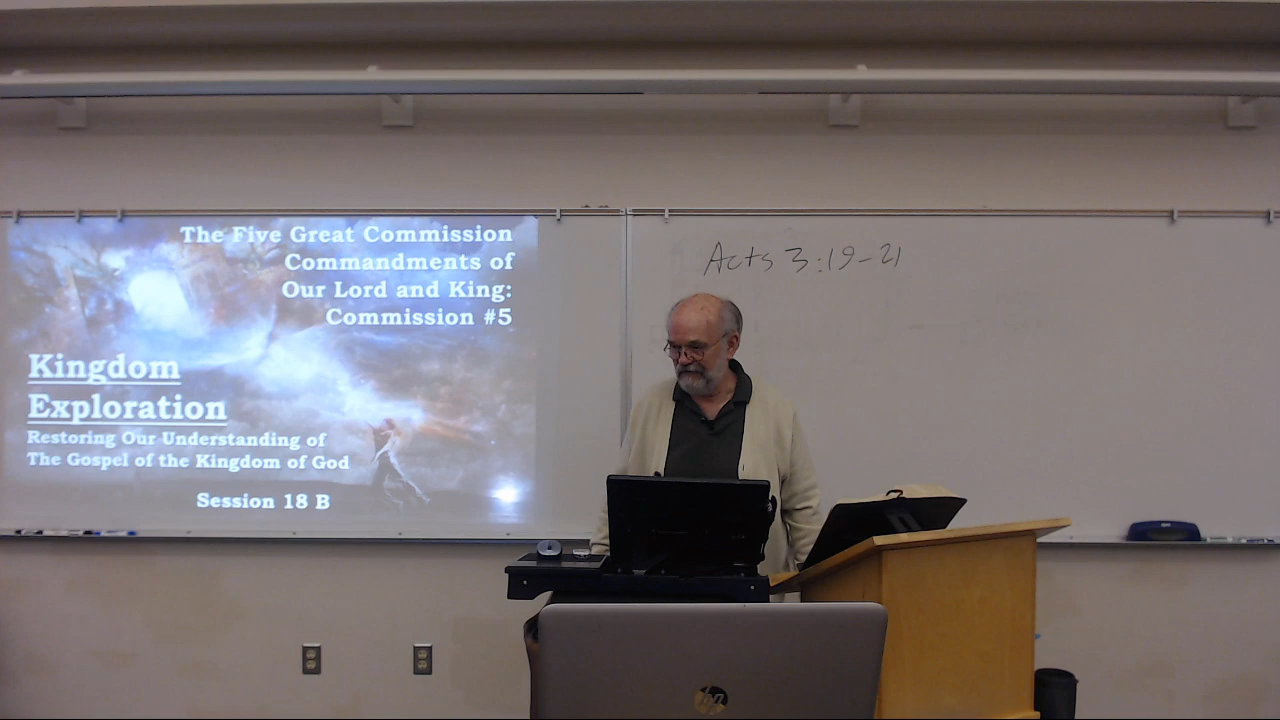 The Five Great Commission
Commandments of
Our Lord and King:
Commission #5
Kingdom
Exploration
Restoring Our Understanding of
The Gospel of the Kingdom of God
Session 18 B
Acts 3:19-21
hp